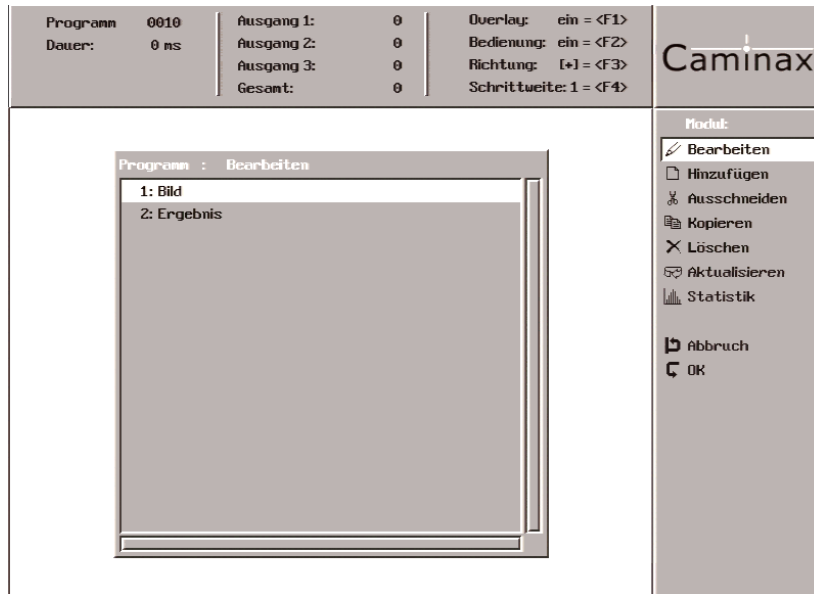 Programm 0010
Dauer: 0 ms
Ausgang 1: 0
Ausgang 2: 0
Ausgang 3: 0
Gesamt: 0
Overlay: ein = <F1>
Bedienung: ein = <F2>
Richtung: [+] = <F3>
Schrittweite: 1 = <F4>
Caminax
Programm : Bearbeiten
1: Bild
2: Ergebnis
Modul:
Bearbeiten
Hinzufügen
Ausschneiden
Kopieren
Löschen
Aktualisieren
Statistik
Abbruch
OK